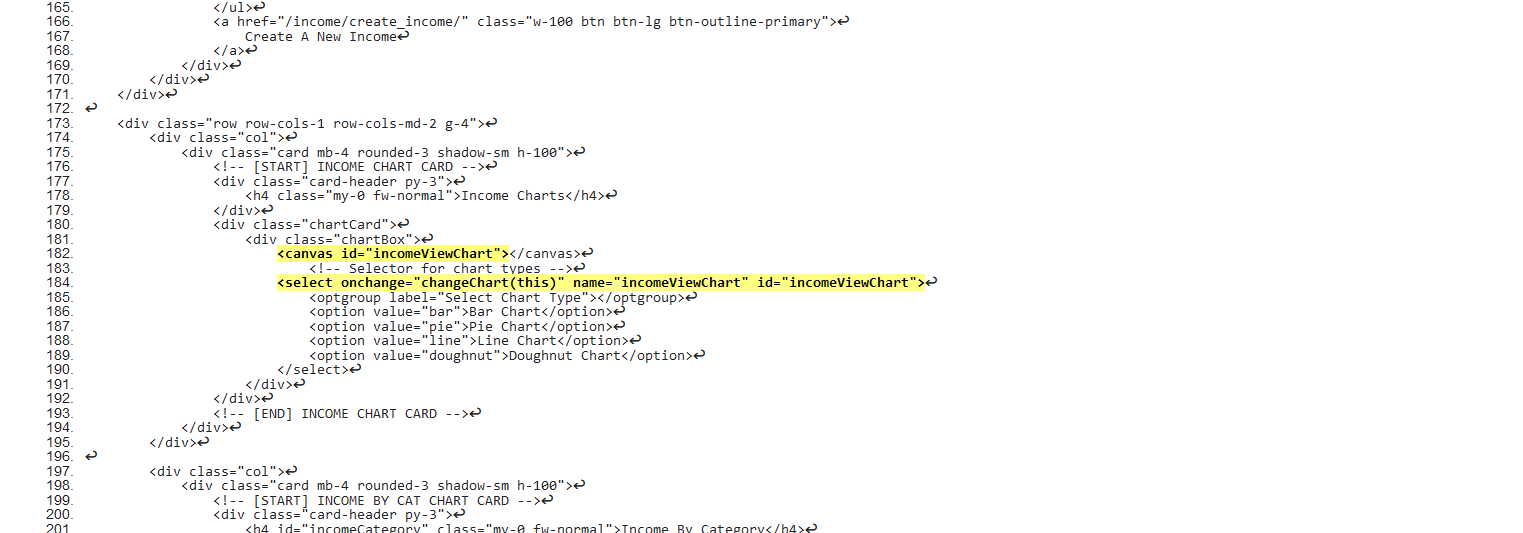 165. </ul>↩
166. <a href="/income/create_income/" class="w-100 btn btn-lg btn-outline-primary">↩
167. Create A New Income↩
168. </a>↩
169. </div>↩
170. </div>↩
171. </div>↩
172. ↩
173. <div class="row row-cols-1 row-cols-md-2 g-4">↩
174. <div class="col">↩
175. <div class="card mb-4 rounded-3 shadow-sm h-100">↩
176. <!-- [START] INCOME CHART CARD -->↩
177. <div class="card-header py-3">↩
178. <h4 class="my-0 fw-normal">Income Charts</h4>↩
179. </div>↩
180. <div class="chartCard">↩
181. <div class="chartBox">↩
182. <canvas id="incomeViewChart"></canvas>↩
183. <!-- Selector for chart types -->↩
184. <select onchange="changeChart(this)" name="incomeViewChart" id="incomeViewChart">↩
185. <optgroup label="Select Chart Type"></optgroup>↩
186. <option value="bar">Bar Chart</option>↩
187. <option value="pie">Pie Chart</option>↩
188. <option value="line">Line Chart</option>↩
189. <option value="doughnut">Doughnut Chart</option>↩
190. </select>↩
191. </div>↩
192. </div>↩
193. <!-- [END] INCOME CHART CARD -->↩
194. </div>↩
195. </div>↩
196. ↩
197. <div class="col">↩
198. <div class="card mb-4 rounded-3 shadow-sm h-100">↩
199. <!-- [START] INCOME BY CAT CHART CARD -->↩
200. <div class="card-header py-3">↩
201. <h4 id="incomeCategory" class="my-0 fw-normal">Income By Category</h4>↩